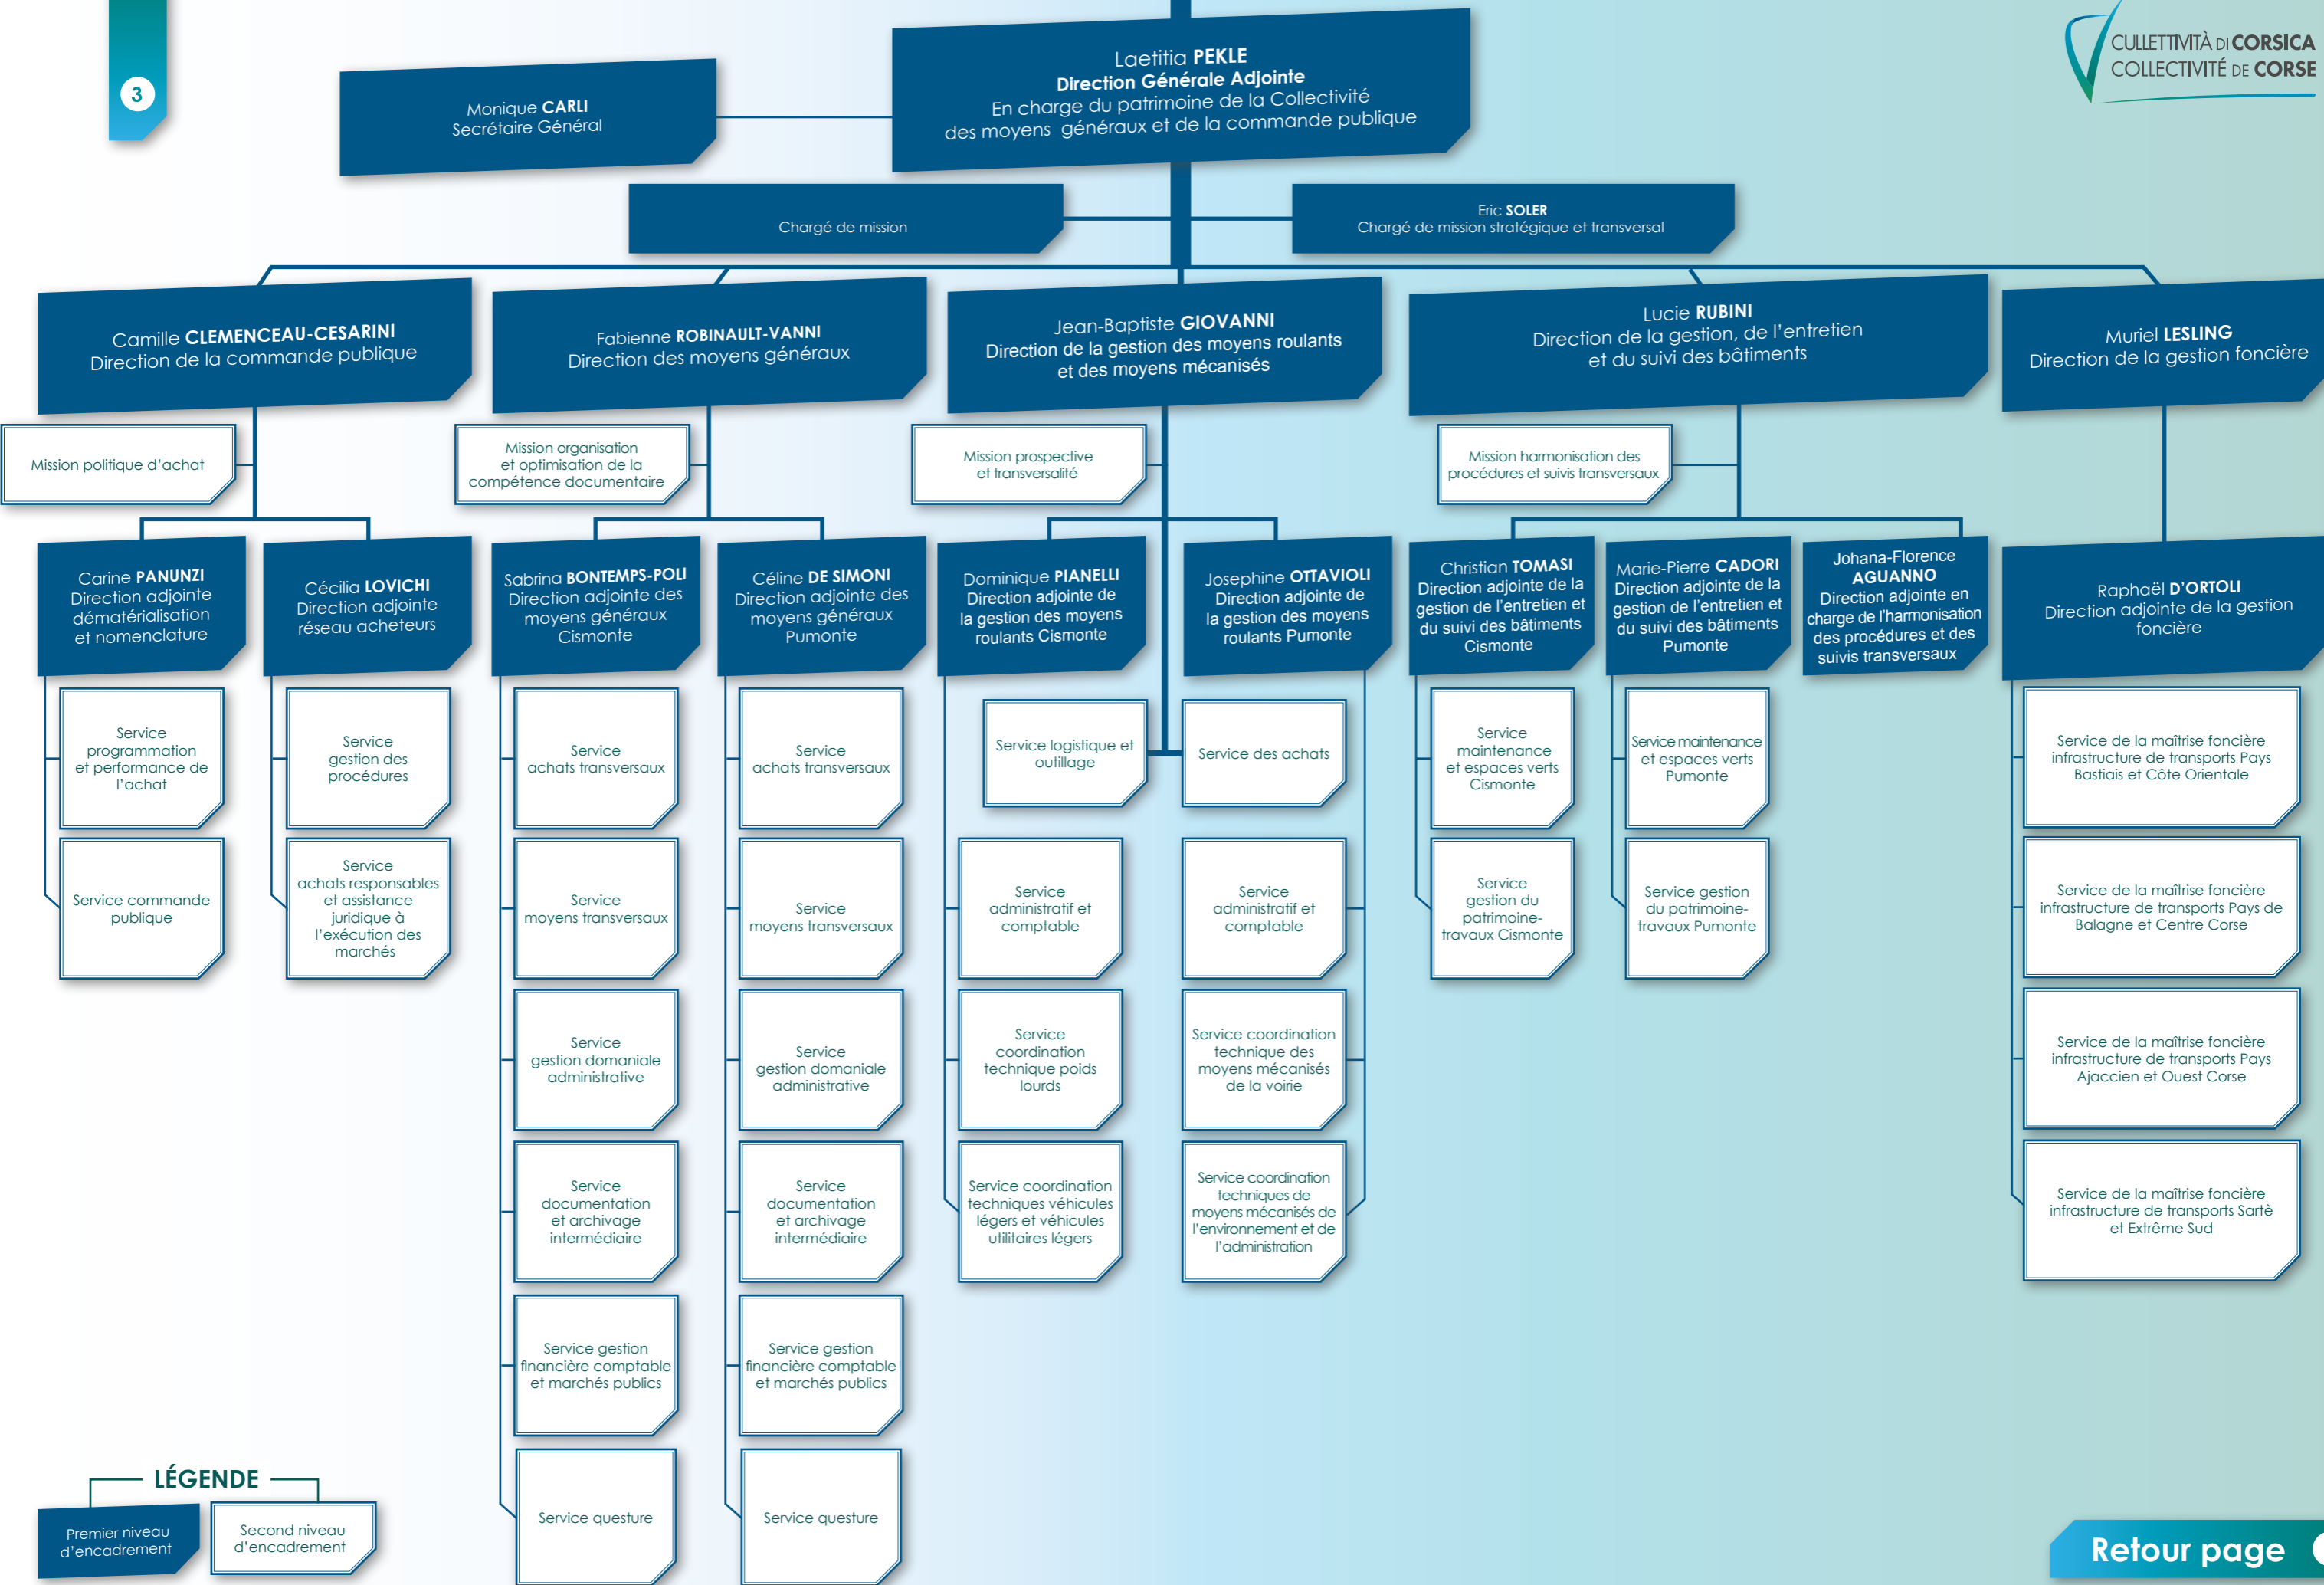 3
CULLETTIVITÀ DI CORSICA
COLLECTIVITÉ DE CORSE
Laetitia PEKLE
Direction Générale Adjointe
En charge du patrimoine de la Collectivité
des moyens généraux et de la commande publique
Monique CARLI
Secrétaire Général
Chargé de mission
Eric SOLER
Chargé de mission stratégique et transversal
Camille CLEMENCEAU-CESARINI
Direction de la commande publique
Fabienne ROBINAULT-VANNI
Direction des moyens généraux
Jean-Baptiste GIOVANNI
Direction de la gestion des moyens roulants
et des moyens mécanisés
Lucie RUBINI
Direction de la gestion, de l'entretien
et du suivi des bâtiments
Muriel LESLING
Direction de la gestion foncière
Mission politique d'achat
Mission organisation
et optimisation de la
compétence documentaire
Mission prospective
et transversalité
Mission harmonisation des
procédures et suivis transversaux
Carine PANUNZI
Direction adjointe
dématérialisation
et nomenclature
Cécilia LOVICHI
Direction adjointe
réseau acheteurs
Sabrina BONTEMPS-POLI
Direction adjointe des
moyens généraux
Cismonte
Céline DE SIMONI
Direction adjointe des
moyens généraux
Pumonte
Dominique PIANELLI
Direction adjointe de
la gestion des moyens
roulants Cismonte
Josephine OTTAVIOLI
Direction adjointe de
la gestion des moyens
roulants Pumonte
Christian TOMASI
Direction adjointe de la
gestion de l'entretien et
du suivi des bâtiments
Cismonte
Marie-Pierre CADORI
Direction adjointe de la
gestion de l'entretien et
du suivi des bâtiments
Pumonte
Johana-Florence
AGUANNO
Direction adjointe en
charge de l'harmonisation
des procédures et des
suivis transversaux
Raphaël D'ORTOLI
Direction adjointe de la gestion
foncière
Service
programmation
et performance de
l'achat
Service commande
publique
Service
gestion des
procédures
Service
achats responsables
et assistance
juridique à
l'exécution des
marchés
Service
achats transversaux
Service
moyens transversaux
Service
gestion domaniale
administrative
Service
documentation
et archivage
intermédiaire
Service gestion
financière comptable
et marchés publics
Service questure
Service
achats transversaux
Service
moyens transversaux
Service
gestion domaniale
administrative
Service
documentation
et archivage
intermédiaire
Service gestion
financière comptable
et marchés publics
Service questure
Service logistique et
outillage
Service des achats
Service
administratif et
comptable
Service
coordination
technique poids
lourds
Service coordination
techniques véhicules
légers et véhicules
utilitaires légers
Service
administratif et
comptable
Service coordination
technique des
moyens mécanisés
de la voirie
Service coordination
techniques de
moyens mécanisés de
l'environnement et de
l'administration
Service
maintenance
et espaces verts
Cismonte
Service
gestion du
patrimoine-
travaux Cismonte
Service maintenance
et espaces verts
Pumonte
Service gestion
du patrimoine-
travaux Pumonte
Service de la maîtrise foncière
infrastructure de transports Pays
Bastiais et Côte Orientale
Service de la maîtrise foncière
infrastructure de transports Pays de
Balagne et Centre Corse
Service de la maîtrise foncière
infrastructure de transports Pays
Ajaccien et Ouest Corse
Service de la maîtrise foncière
infrastructure de transports Sartè
et Extrême Sud
LÉGENDE
Premier niveau
d'encadrement
Second niveau
d'encadrement
Retour page